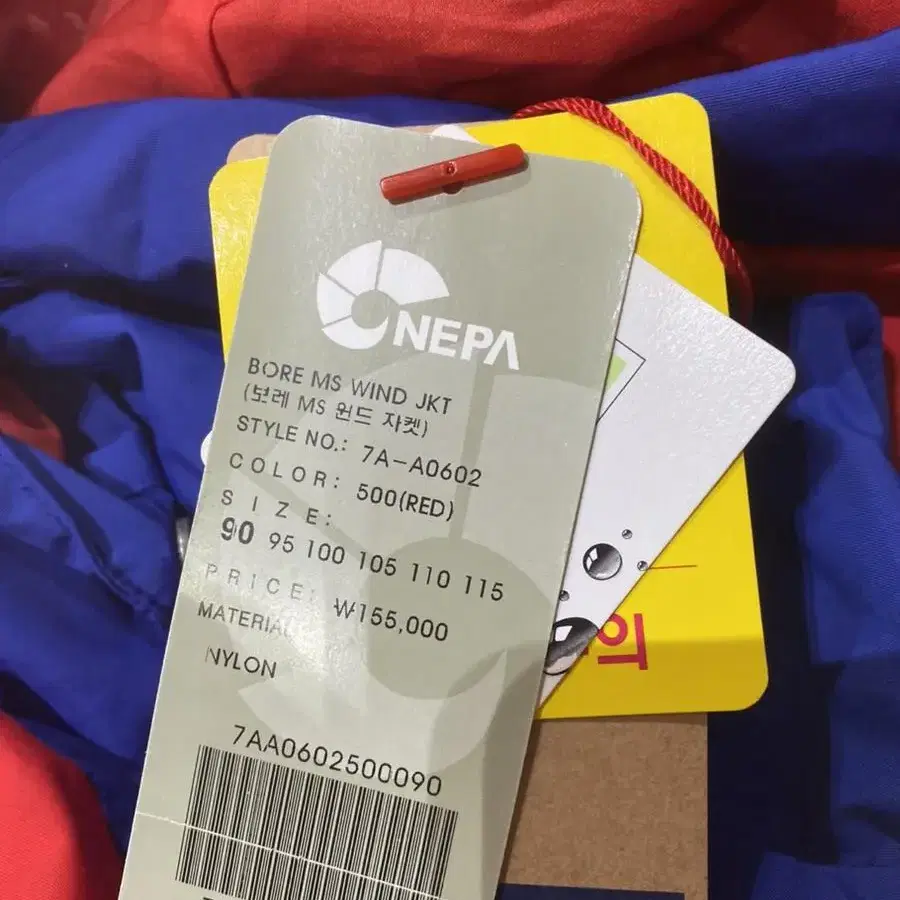 NEPA
BORE MS WIND JKT
(보레 MS 윈드 자켓)
STYLE NO.: 7A-A0602
COLOR: 500(RED)
SIZE:
90 95 100 105 110 115
PRICE: ₩155,000
MATERIAL
NYLON
7AA0602500090